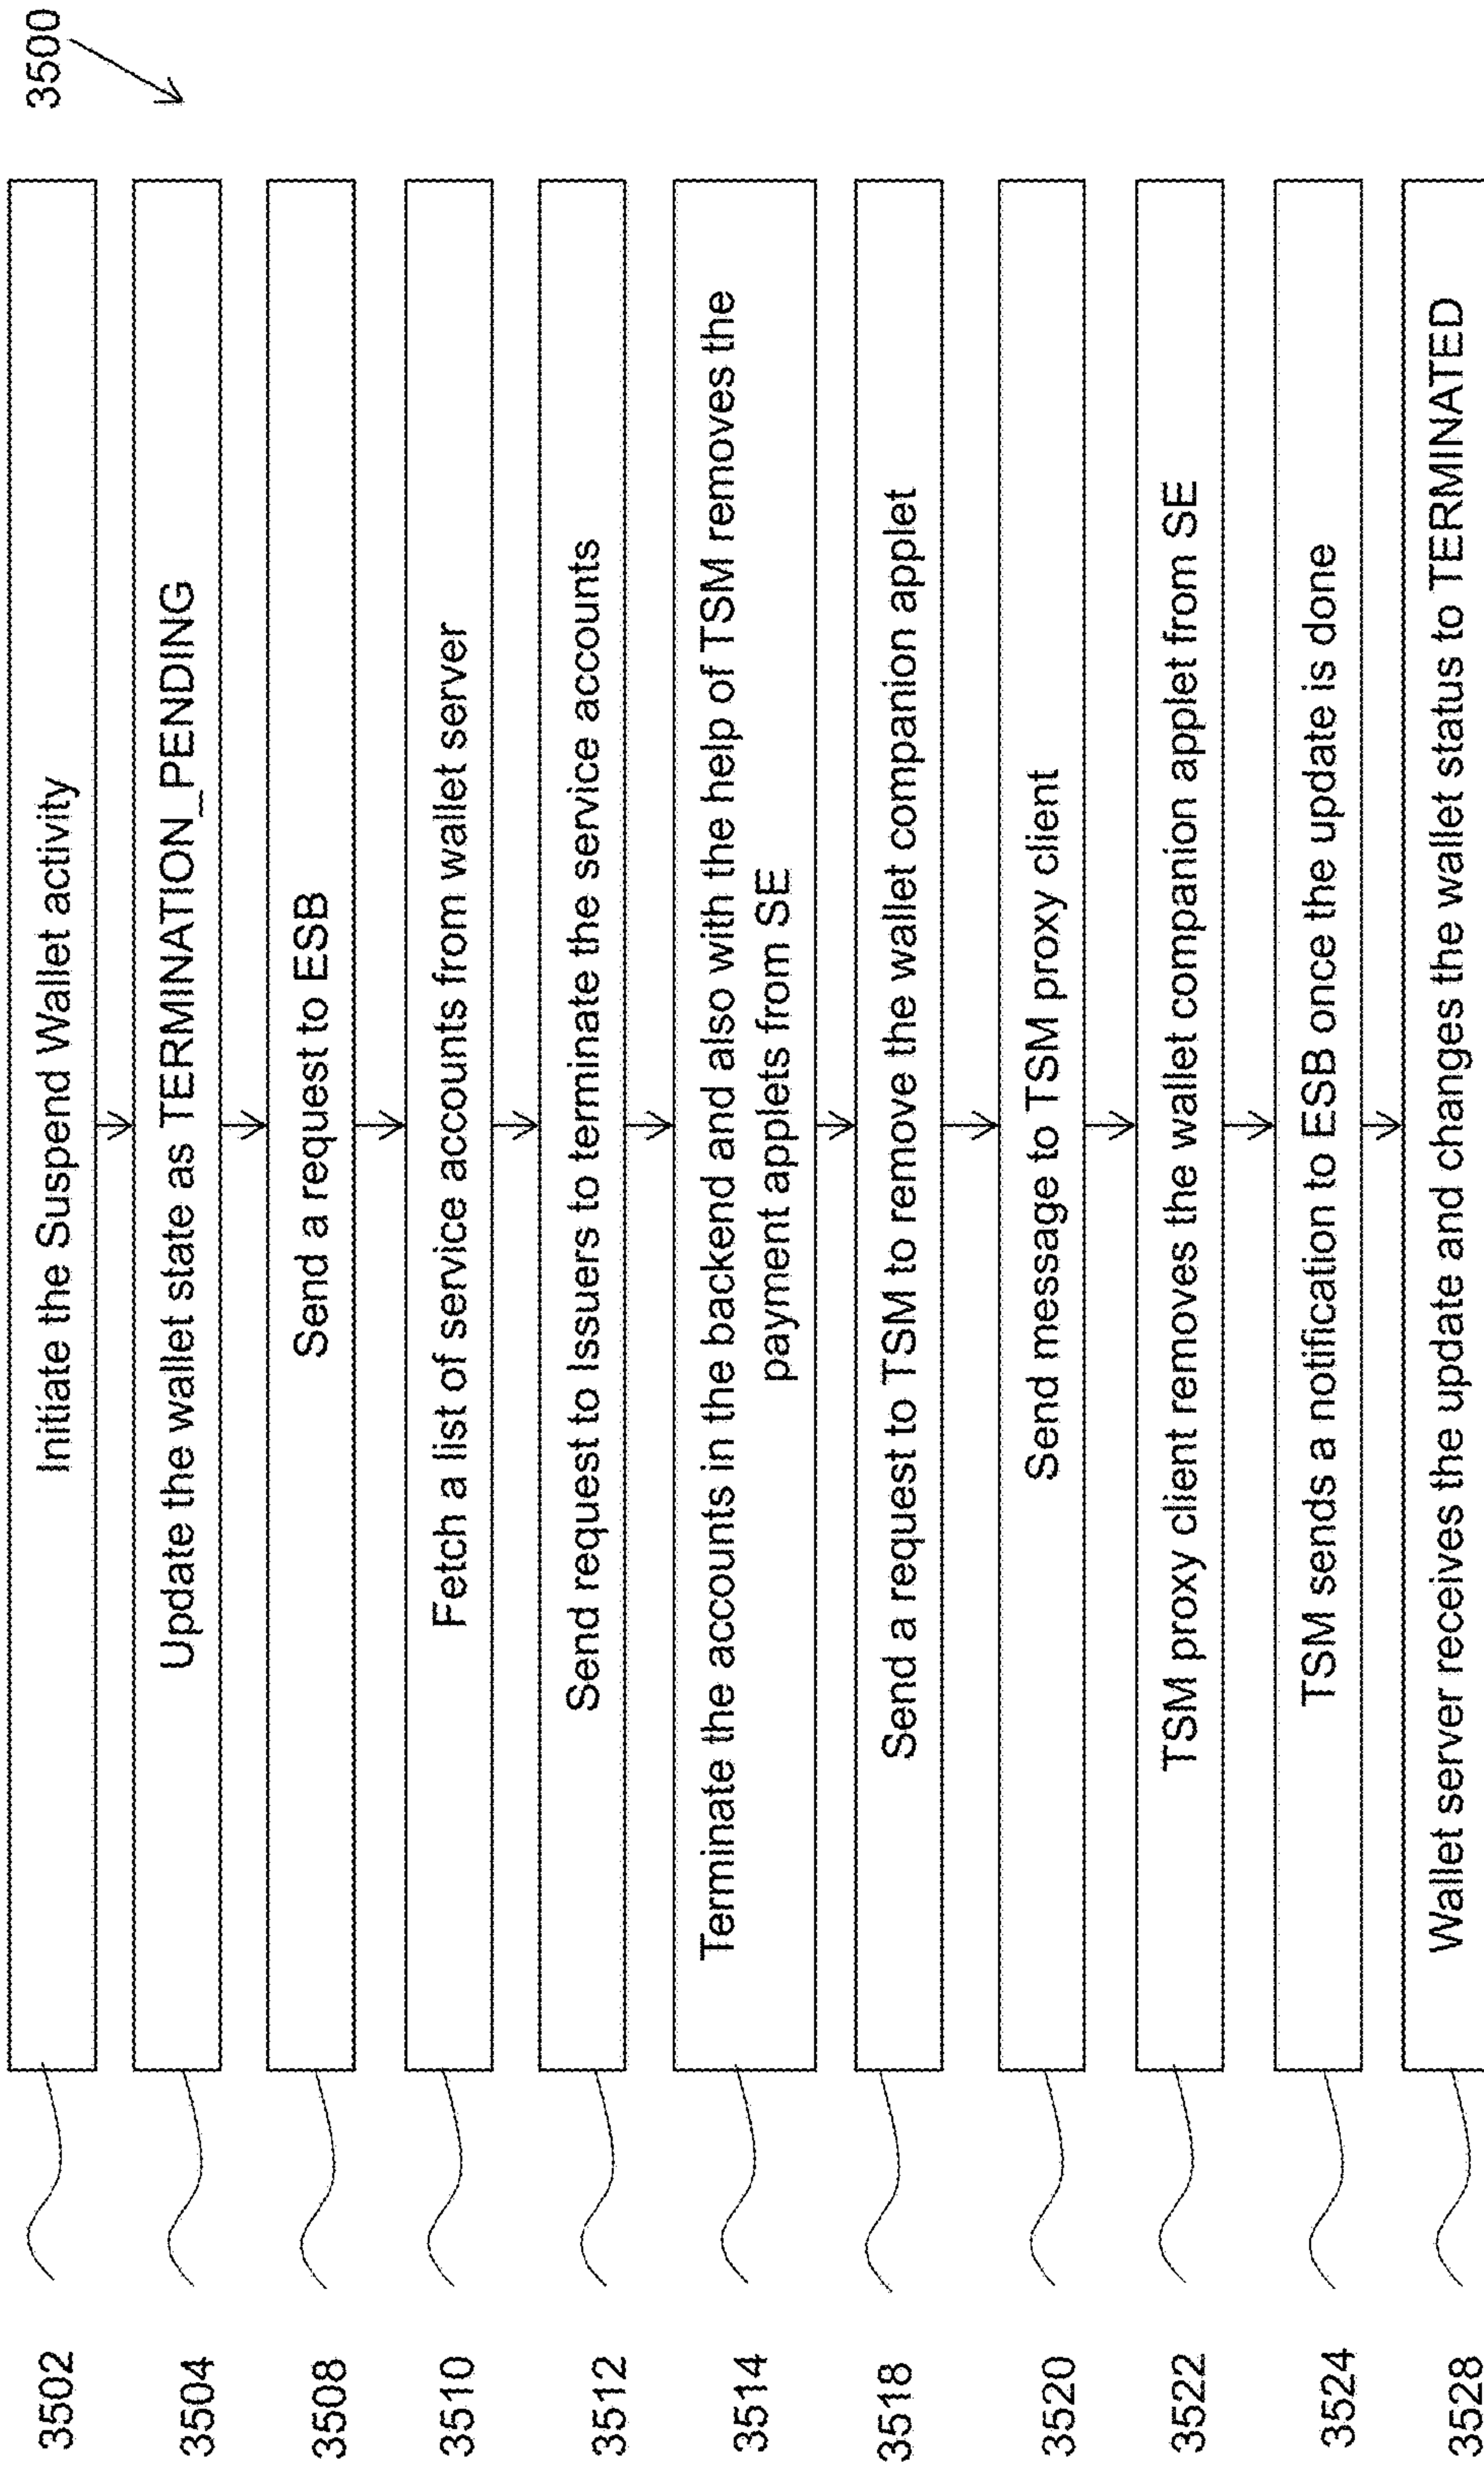 3500
3502 Initiate the Suspend Wallet activity
3504 Update the wallet state as TERMINATION_PENDING
3508 Send a request to ESB
3510 Fetch a list of service accounts from wallet server
3512 Send request to Issuers to terminate the service accounts
3514 Terminate the accounts in the backend and also with the help of TSM removes the
payment applets from SE
3518 Send a request to TSM to remove the wallet companion applet
3520 Send message to TSM proxy client
3522 TSM proxy client removes the wallet companion applet from SE
3524 TSM sends a notification to ESB once the update is done
3528 Wallet server receives the update and changes the wallet status to TERMINATED